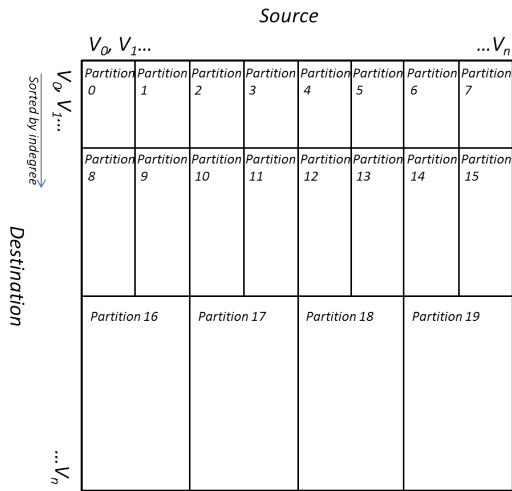 Source
V0, V1... ...Vn
V0, V1...
Sorted by indegree
Destination
...Vn
Partition 0
Partition 1
Partition 2
Partition 3
Partition 4
Partition 5
Partition 6
Partition 7
Partition 8
Partition 9
Partition 10
Partition 11
Partition 12
Partition 13
Partition 14
Partition 15
Partition 16
Partition 17
Partition 18
Partition 19